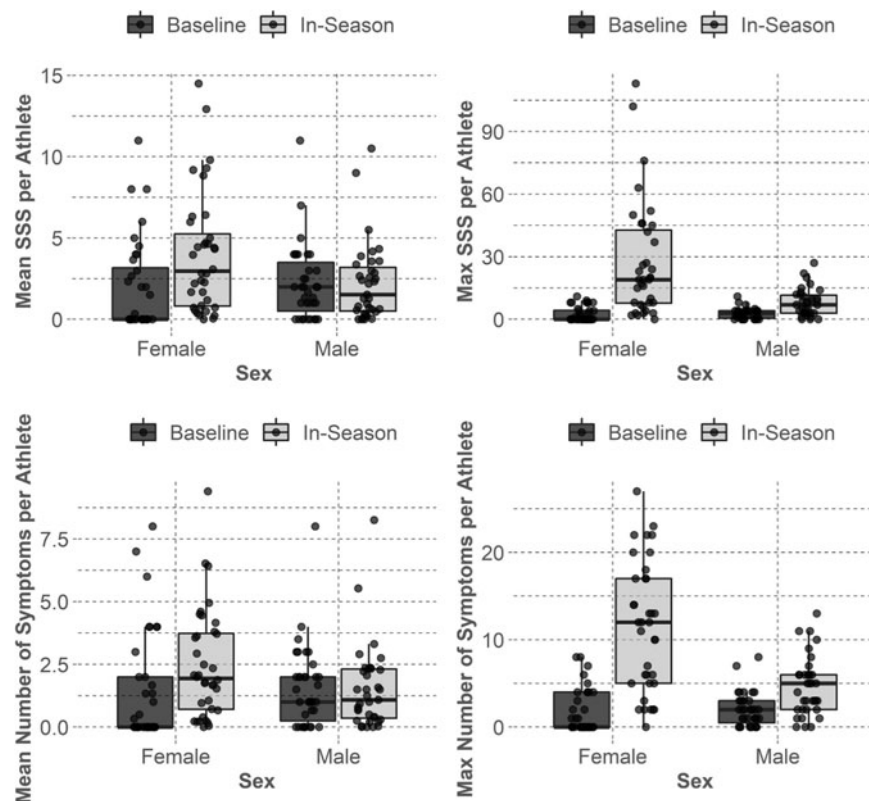 Baseline In-Season
Mean SSS per Athlete
15
10
5
0
Female Male
Sex
Baseline In-Season
Max SSS per Athlete
90
60
30
0
Female Male
Sex
Baseline In-Season
Mean Number of Symptoms per Athlete
7.5
5.0
2.5
0.0
Female Male
Sex
Baseline In-Season
Max Number of Symptoms per Athlete
20
10
0
Female Male
Sex